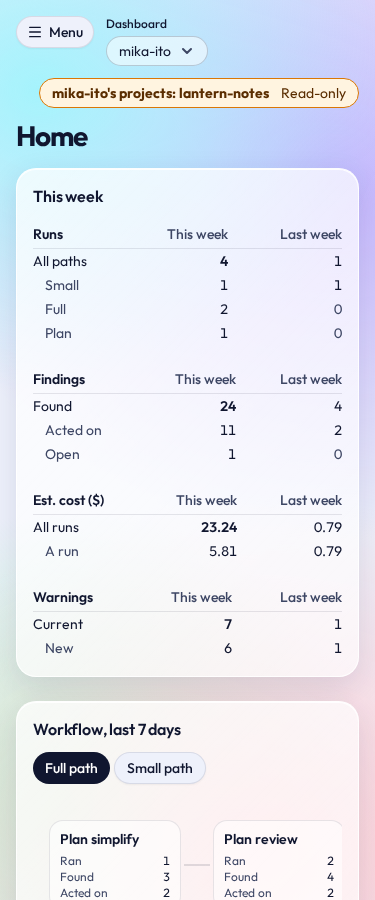 Menu
Dashboard
mika-ito
mika-ito's projects: lantern-notes Read-only
Home
This week
Runs This week Last week
All paths 4 1
Small 1 1
Full 2 0
Plan 1 0
Findings This week Last week
Found 24 4
Acted on 11 2
Open 1 0
Est. cost ($) This week Last week
All runs 23.24 0.79
A run 5.81 0.79
Warnings This week Last week
Current 7 1
New 6 1
Workflow, last 7 days
Full path Small path
Plan simplify Plan review
Ran 1 Ran 2
Found 3 Found 4
Acted on 2 Acted on 2